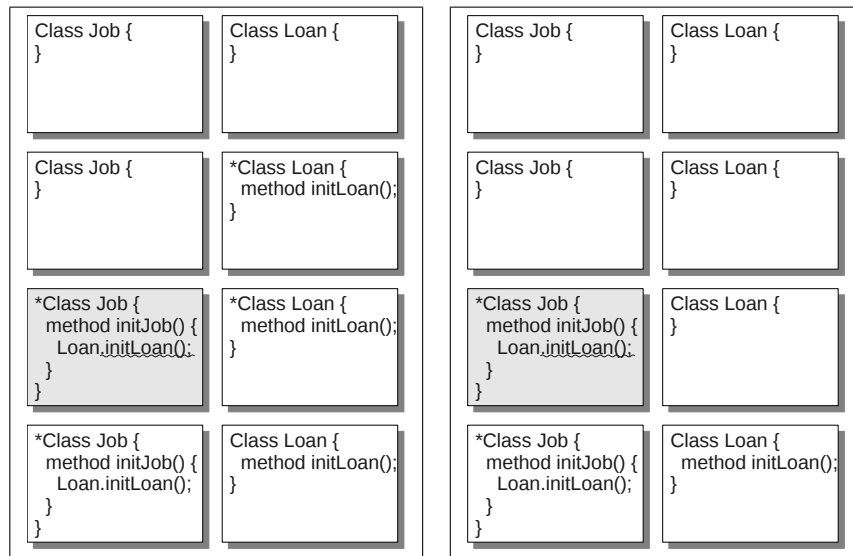 Class Job {
}
Class Loan {
}
Class Job {
}
*Class Loan {
method initLoan();
}
*Class Job {
method initJob() {
Loan.initLoan();
}
}
*Class Loan {
method initLoan();
}
*Class Job {
method initJob() {
Loan.initLoan();
}
}
Class Loan {
method initLoan();
}
Class Job {
}
Class Loan {
}
Class Job {
}
Class Loan {
}
*Class Job {
method initJob() {
Loan.initLoan();
}
}
Class Loan {
}
*Class Job {
method initJob() {
Loan.initLoan();
}
}
Class Loan {
method initLoan();
}